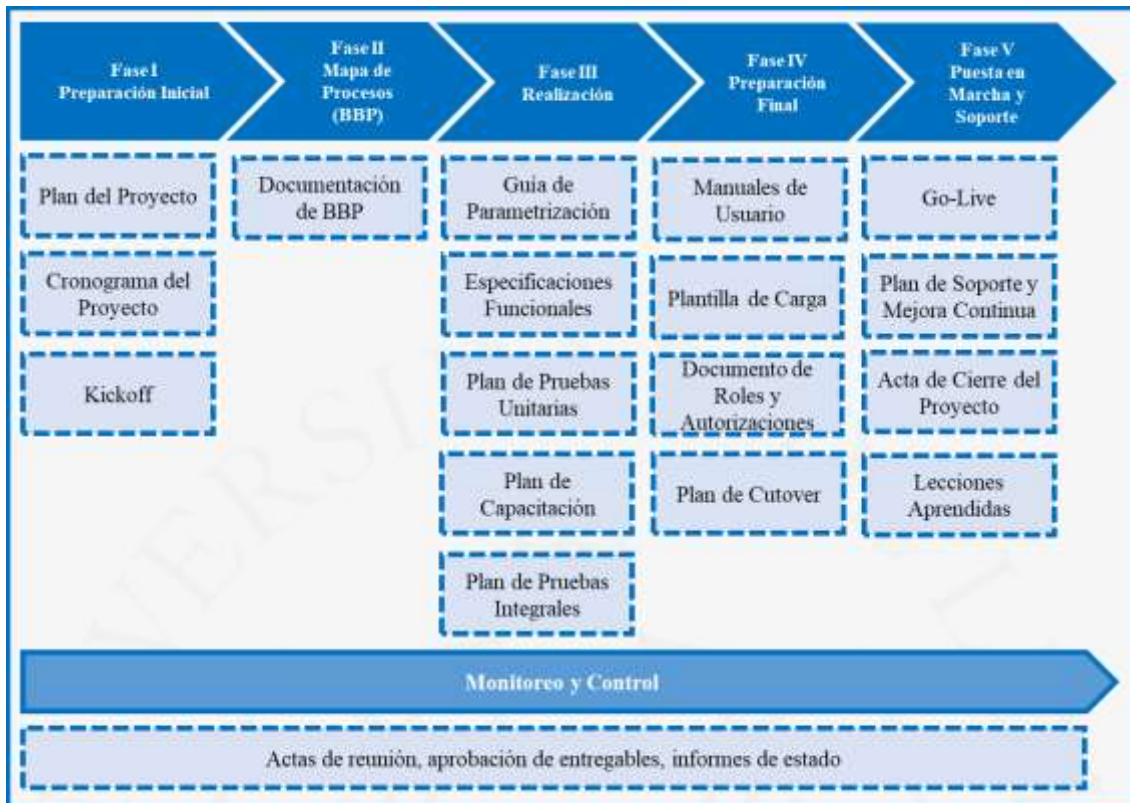 Fase I
Preparación Inicial
Fase II
Mapa de
Procesos
(BBP)
Fase III
Realización
Fase IV
Preparación
Final
Fase V
Puesta en
Marcha y
Soporte
Plan del Proyecto
Cronograma del
Proyecto
Kickoff
Documentación
de BBP
Guía de
Parametrización
Especificaciones
Funcionales
Plan de Pruebas
Unitarias
Plan de
Capacitación
Plan de Pruebas
Integrales
Manuales de
Usuario
Plantilla de Carga
Documento de
Roles y
Autorizaciones
Plan de Cutover
Go-Live
Plan de Soporte y
Mejora Continua
Acta de Cierre del
Proyecto
Lecciones
Aprendidas
Monitoreo y Control
Actas de reunión, aprobación de entregables, informes de estado